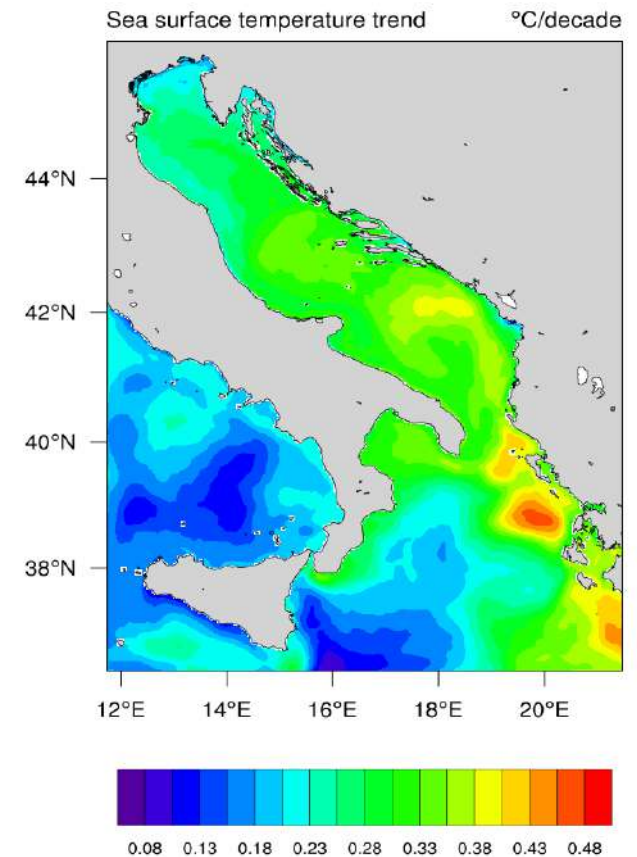 Sea surface temperature trend °C/decade
44°N
42°N
40°N
38°N
12°E 14°E 16°E 18°E 20°E
0.08 0.13 0.18 0.23 0.28 0.33 0.38 0.43 0.48